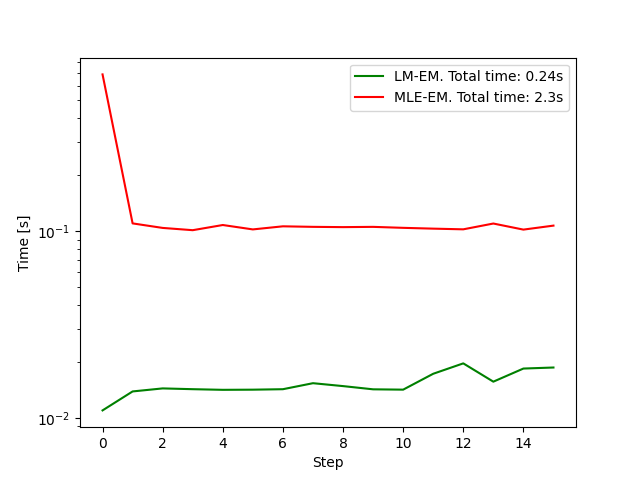 LM-EM. Total time: 0.24s
MLE-EM. Total time: 2.3s
Time [s]
10⁻¹
10⁻²
0 2 4 6 8 10 12 14
Step